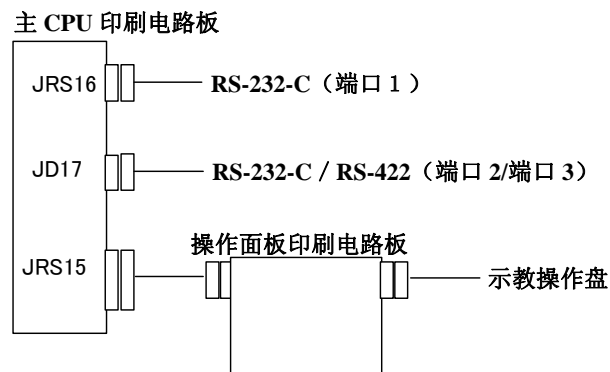 主 CPU 印刷电路板
JRS16 RS-232-C（端口１）
JD17 RS-232-C / RS-422（端口 2/端口 3）
操作面板印刷电路板
JRS15 示教操作盘